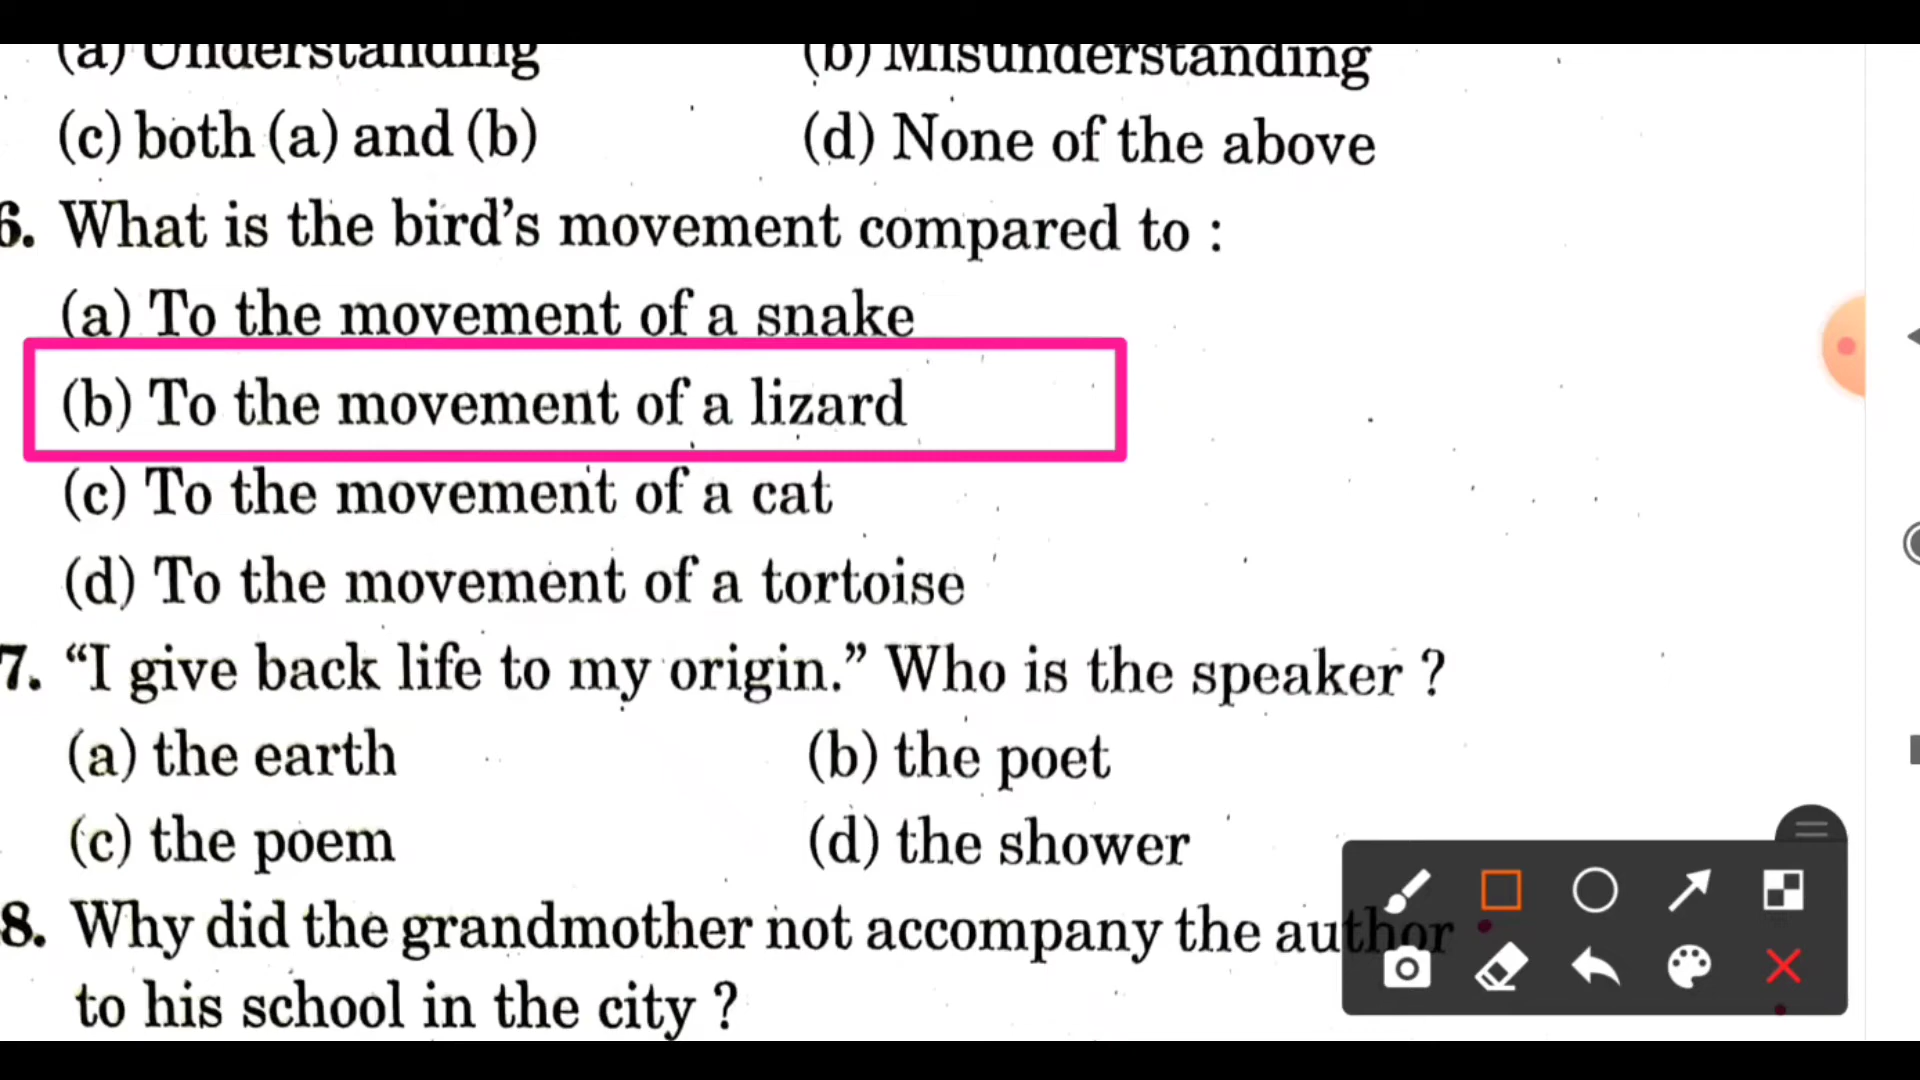 (a) Understanding (b) Misunderstanding
(c) both (a) and (b) (d) None of the above
6. What is the bird's movement compared to :
(a) To the movement of a snake
(b) To the movement of a lizard
(c) To the movement of a cat
(d) To the movement of a tortoise
7. “I give back life to my origin.” Who is the speaker ?
(a) the earth (b) the poet
(c) the poem (d) the shower
8. Why did the grandmother not accompany the author
to his school in the city ?